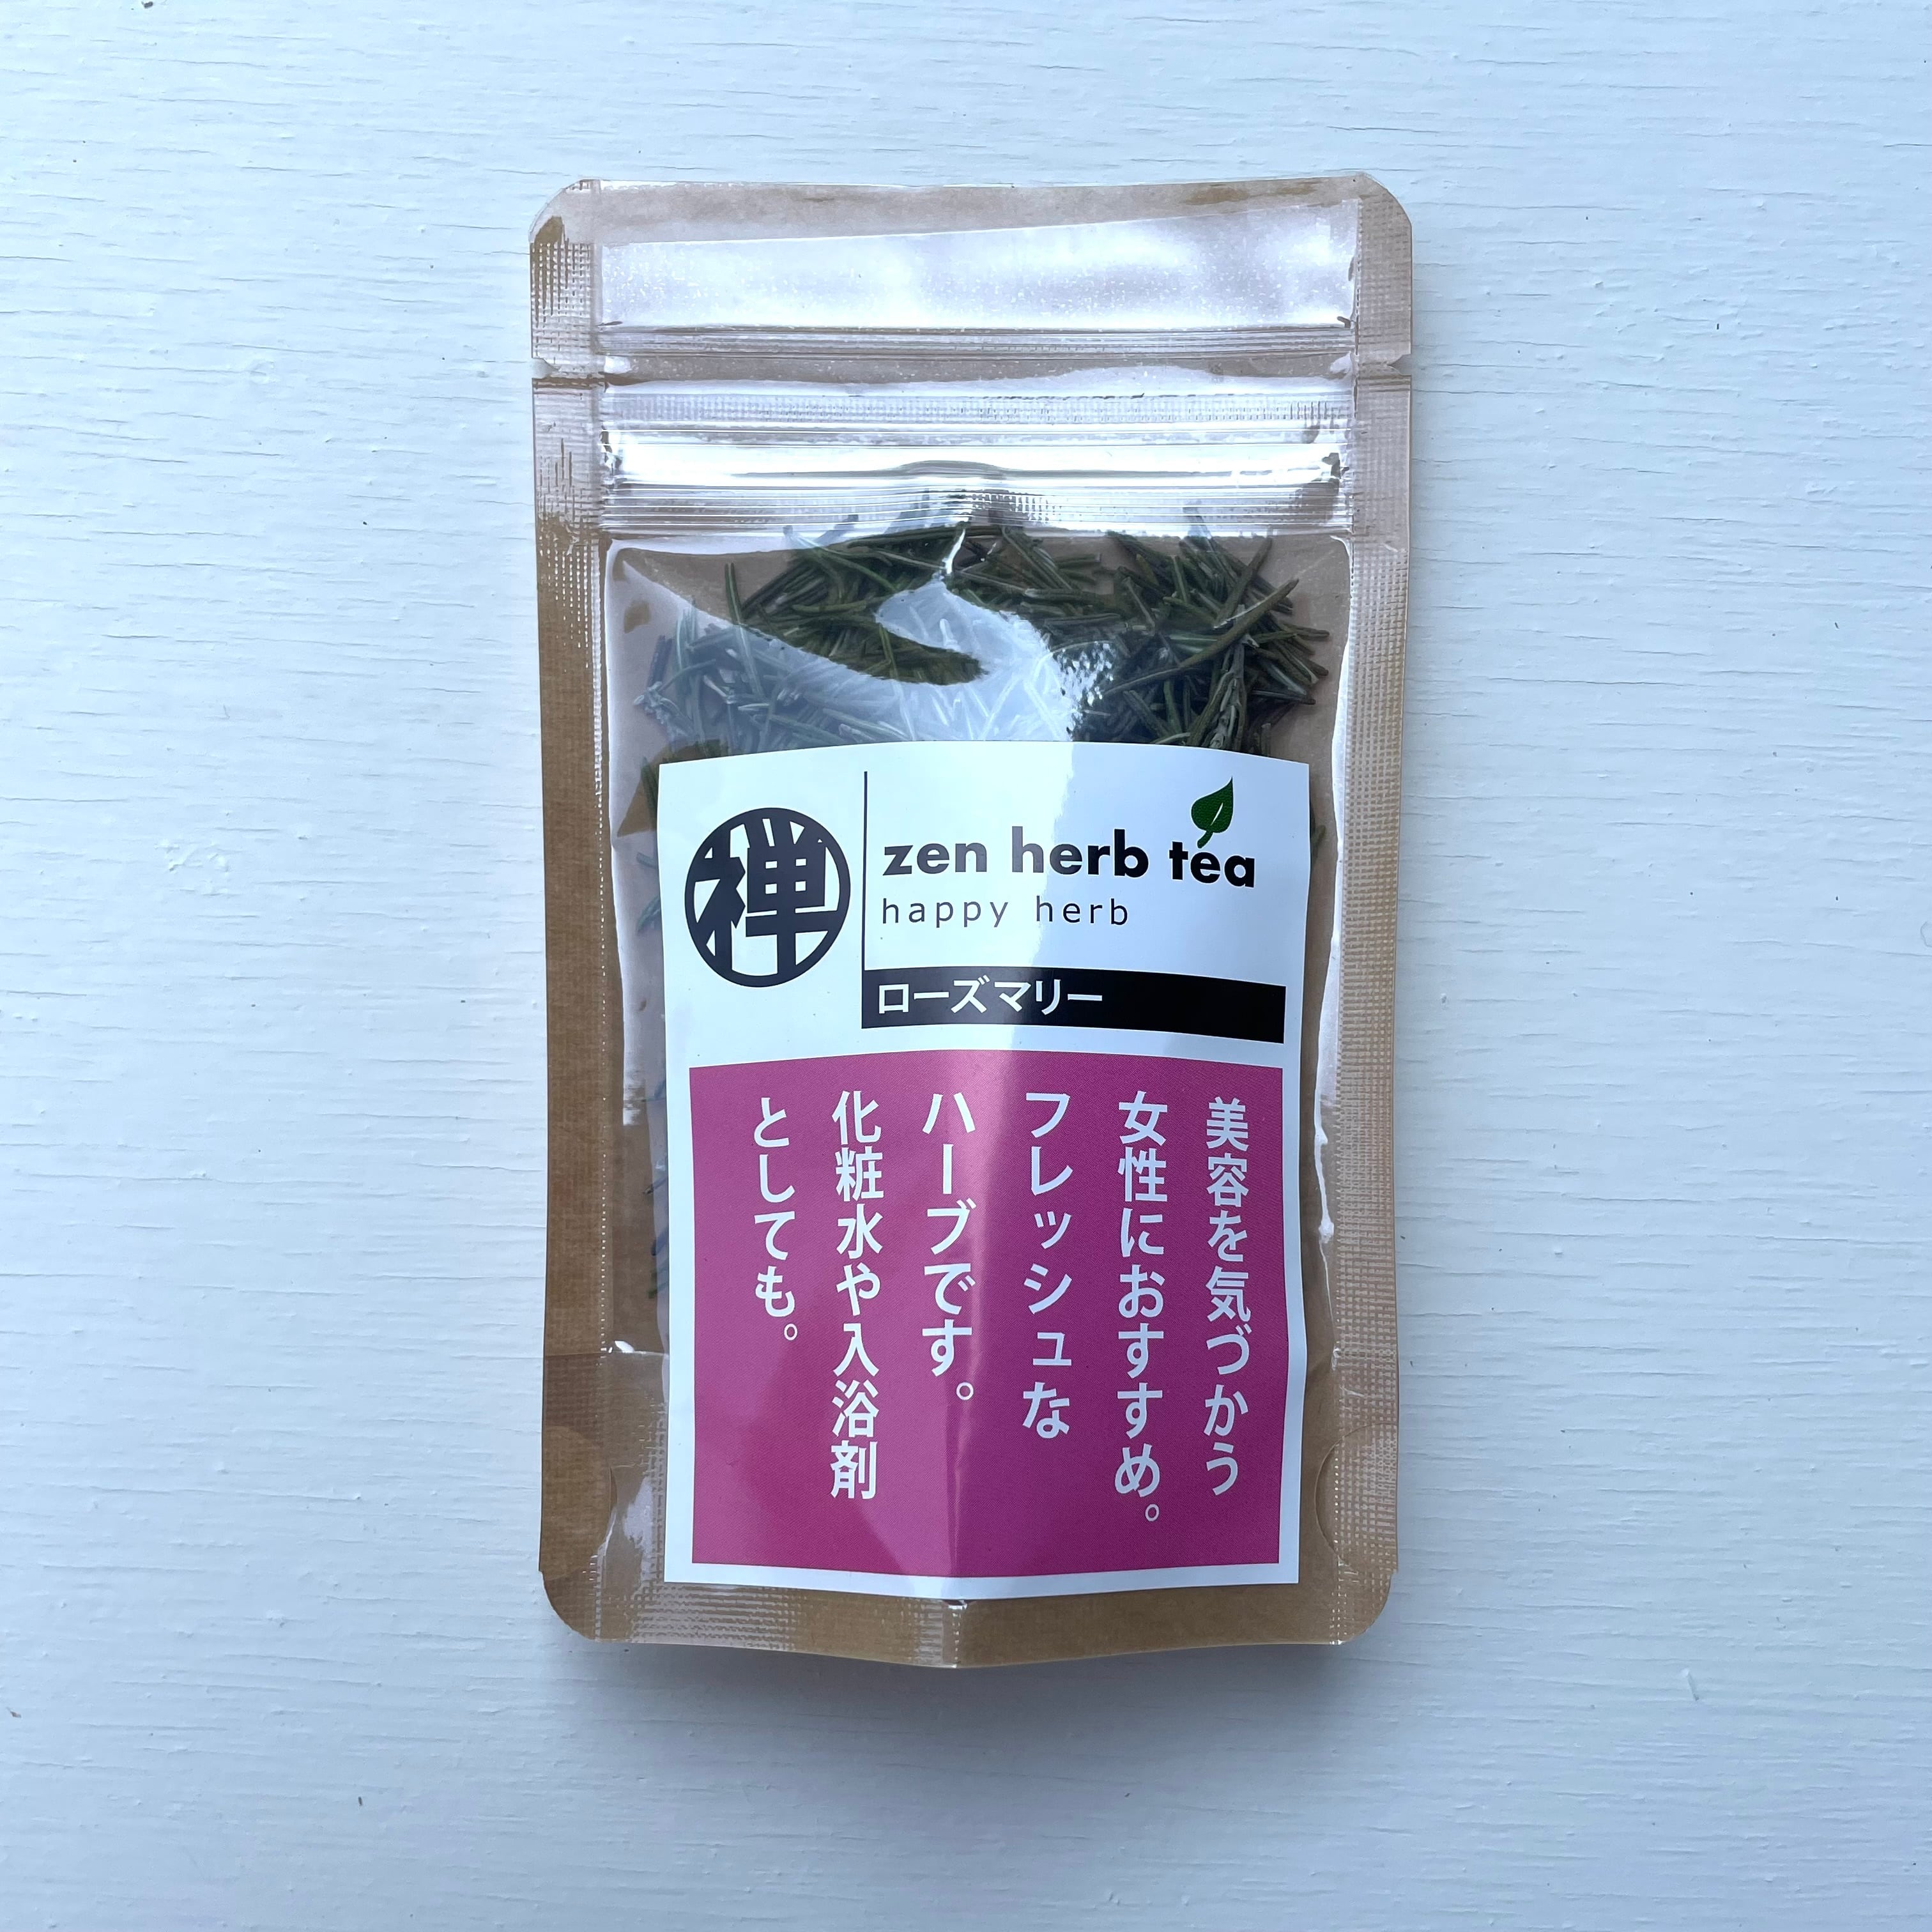 禅
zen herb tea
happy herb
ローズマリー
美容を気づかう
女性におすすめ。
フレッシュな
ハーブです。
化粧水や入浴剤
としても。